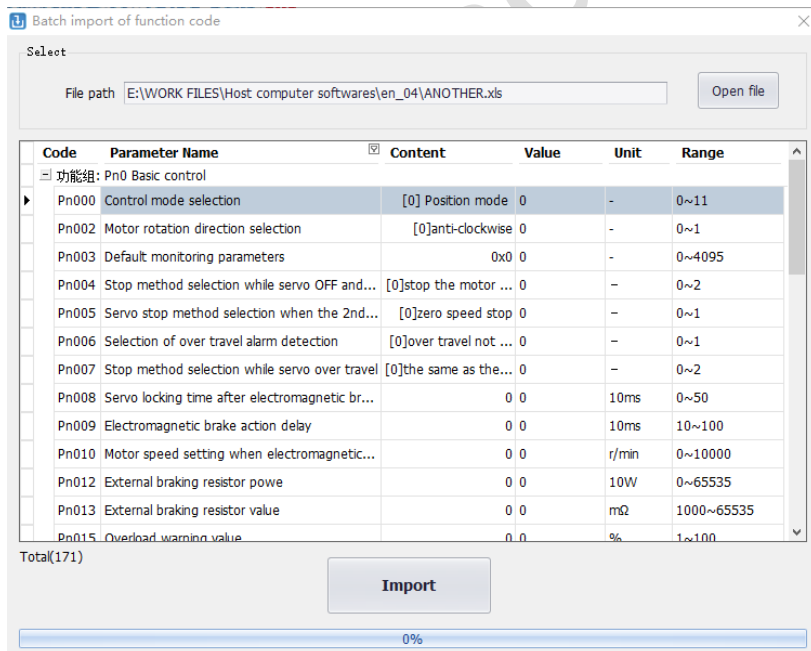 Batch import of function code
Select
File path E:\WORK FILES\Host computer softwares\en_04\ANOTHER.xls Open file
Code Parameter Name Content Value Unit Range
功能组: Pn0 Basic control
Pn000 Control mode selection [0] Position mode 0 - 0~11
Pn002 Motor rotation direction selection [0]anti-clockwise 0 - 0~1
Pn003 Default monitoring parameters 0x0 0 - 0~4095
Pn004 Stop method selection while servo OFF and... [0]stop the motor ... 0 – 0~2
Pn005 Servo stop method selection when the 2nd... [0]zero speed stop 0 – 0~1
Pn006 Selection of over travel alarm detection [0]over travel not ... 0 – 0~1
Pn007 Stop method selection while servo over travel [0]the same as the... 0 – 0~2
Pn008 Servo locking time after electromagnetic br... 0 0 10ms 0~50
Pn009 Electromagnetic brake action delay 0 0 10ms 10~100
Pn010 Motor speed setting when electromagnetic... 0 0 r/min 0~10000
Pn012 External braking resistor powe 0 0 10W 0~65535
Pn013 External braking resistor value 0 0 mΩ 1000~65535
Pn015 Overload warning value 0 0 % 1~100
Total(171)
Import
0%